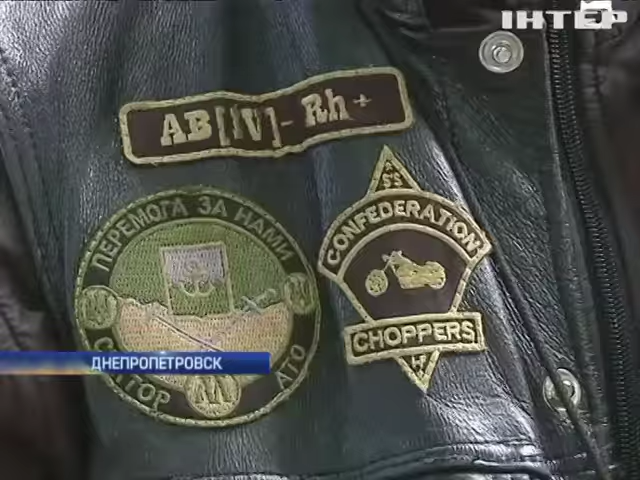 ІНТЕР
AB[IV]- Rh+
ПЕРЕМОГА ЗА НАМИ
СЕКТОР АТО
SS
CONFEDERATION
CHOPPERS
ДНЕПРОПЕТРОВСК